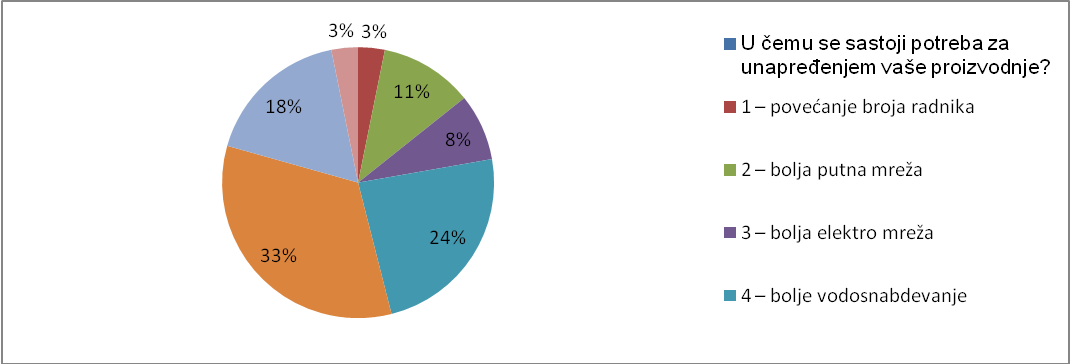 3% 3%
11%
18%
8%
24%
33%
U čemu se sastoji potreba za
unapređenjem vaše proizvodnje?
1 – povećanje broja radnika
2 – bolja putna mreža
3 – bolja elektro mreža
4 – bolje vodosnabdevanje